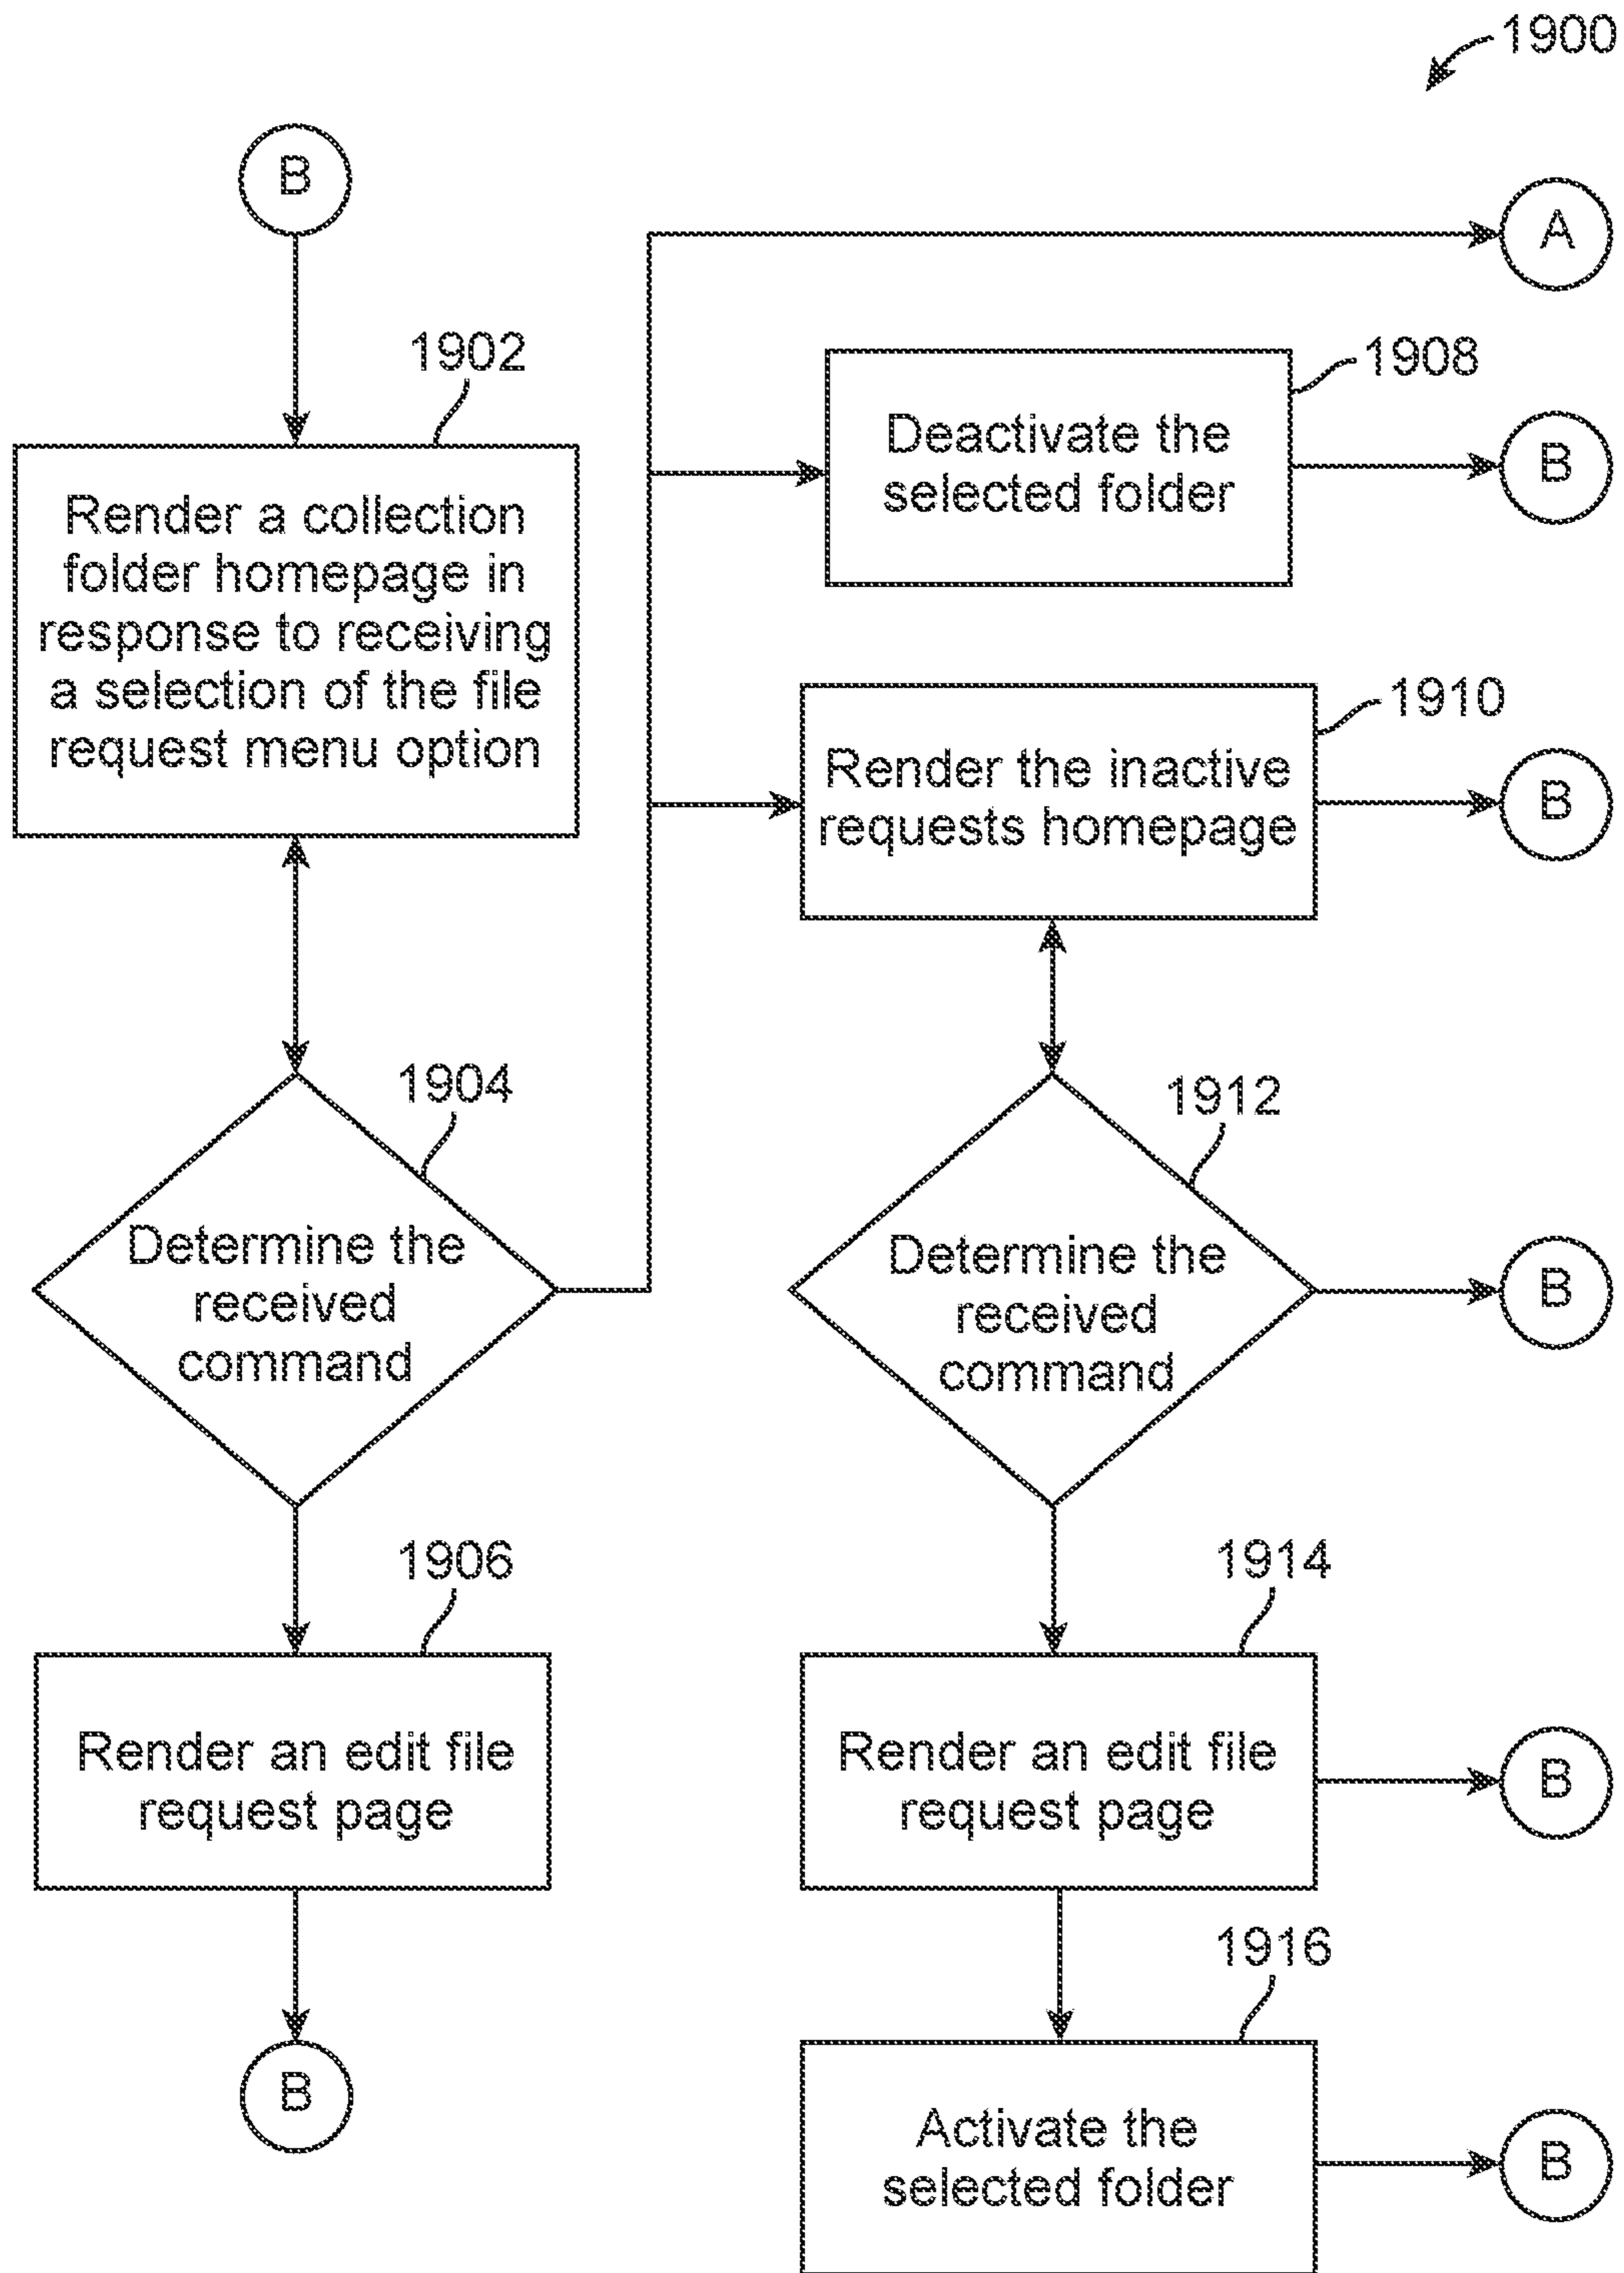 1900
B
A
1902
Render a collection
folder homepage in
response to receiving
a selection of the file
request menu option
1908
Deactivate the
selected folder
B
1910
Render the inactive
requests homepage
B
1904
Determine the
received
command
1912
Determine the
received
command
B
1906
Render an edit file
request page
B
1914
Render an edit file
request page
B
1916
Activate the
selected folder
B